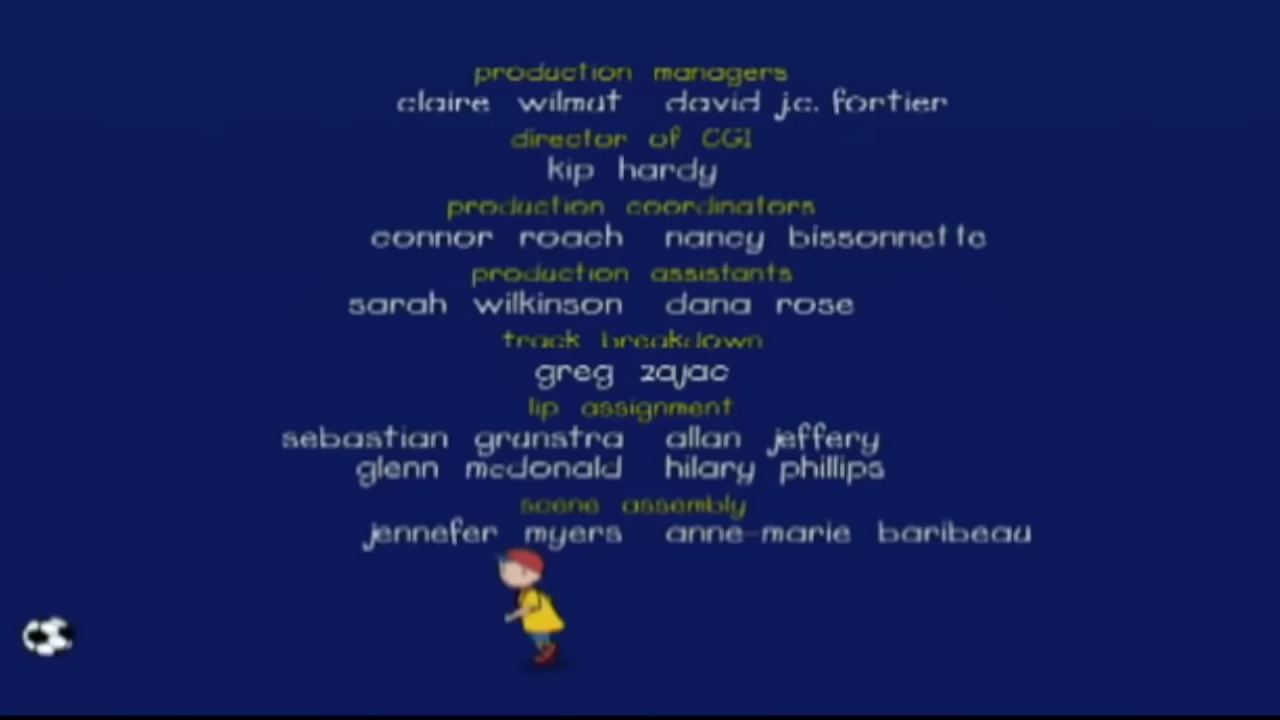 production managers
claire wilmut david j.c. fortier
director of CGI
kip hardy
production coordinators
connor roach nancy bissonnette
production assistants
sarah wilkinson dana rose
track breakdown
greg zajac
lip assignment
sebastian grunstra allan jeffery
glenn mcdonald hilary phillips
scene assembly
jennefer myers anne-marie baribeau